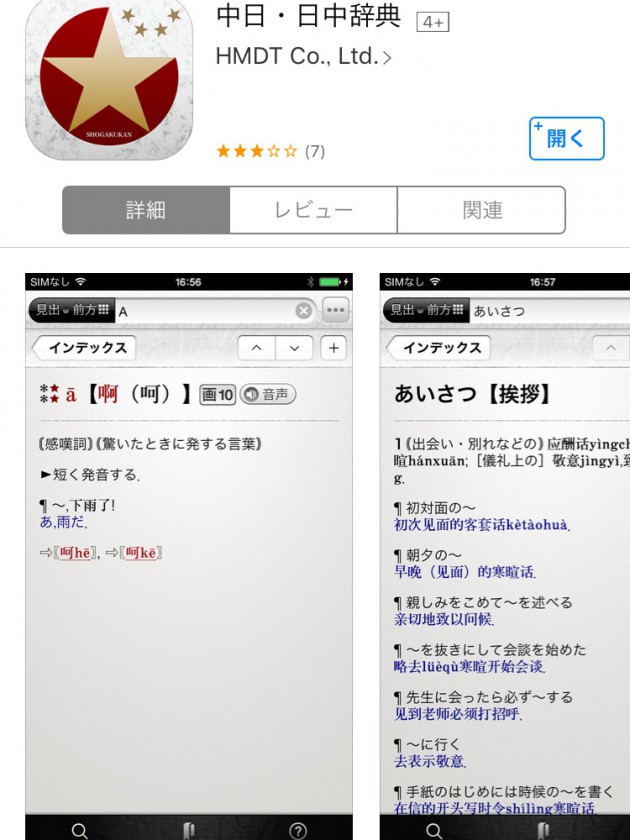 中日・日中辞典 4+
HMDT Co., Ltd.
SHOGAKUKAN
(7)
+開く
詳細 レビュー 関連
SIMなし 16:56
見出 前方 A
インデックス
ā【啊（呵）】画10 音声
〘感嘆詞〙(驚いたときに発する言葉)
►短く発音する.
¶～,下雨了!
あ,雨だ.
⇨〖呵hē〗, ⇨〖呵kē〗
SIMなし 16:57
見出 前方 あいさつ
インデックス
あいさつ【挨拶】
1 (出会い・別れなどの) 应酬话yìngch
暄hánxuān;［儀礼上の］敬意jìngyì,
g.
¶初対面の～
初次见面的客套话kètàohuà.
¶朝夕の～
早晚（见面）的寒暄话.
¶親しみをこめて～を述べる
亲切地致以问候.
¶～を抜きにして会談を始めた
略去lüèqù寒暄开始会谈.
¶先生に会ったら必ず～する
见到老师必须打招呼.
¶～に行く
去表示敬意.
¶手紙のはじめには時候の～を書く
在信的开头写时令shílìng寒暄话.